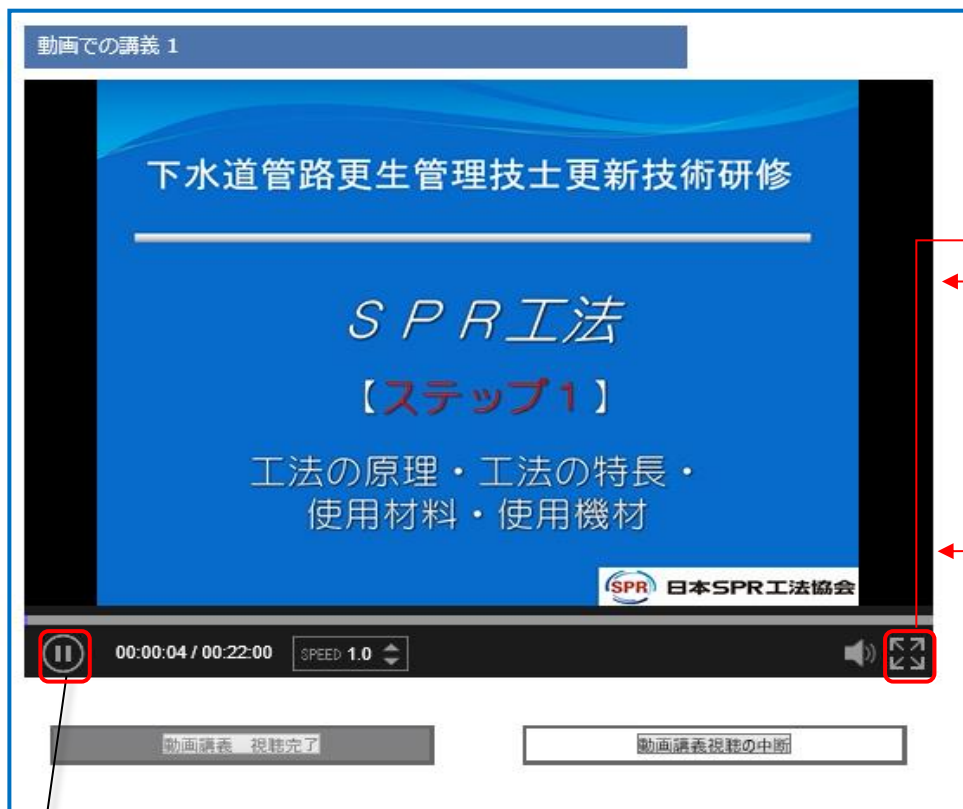 動画での講義 1
下水道管路更生管理技士更新技術研修
SPR工法
【ステップ1】
工法の原理・工法の特長・
使用材料・使用機材
SPR 日本SPR工法協会
00:00:04 / 00:22:00 SPEED 1.0
動画講義 視聴完了 動画講義視聴の中断